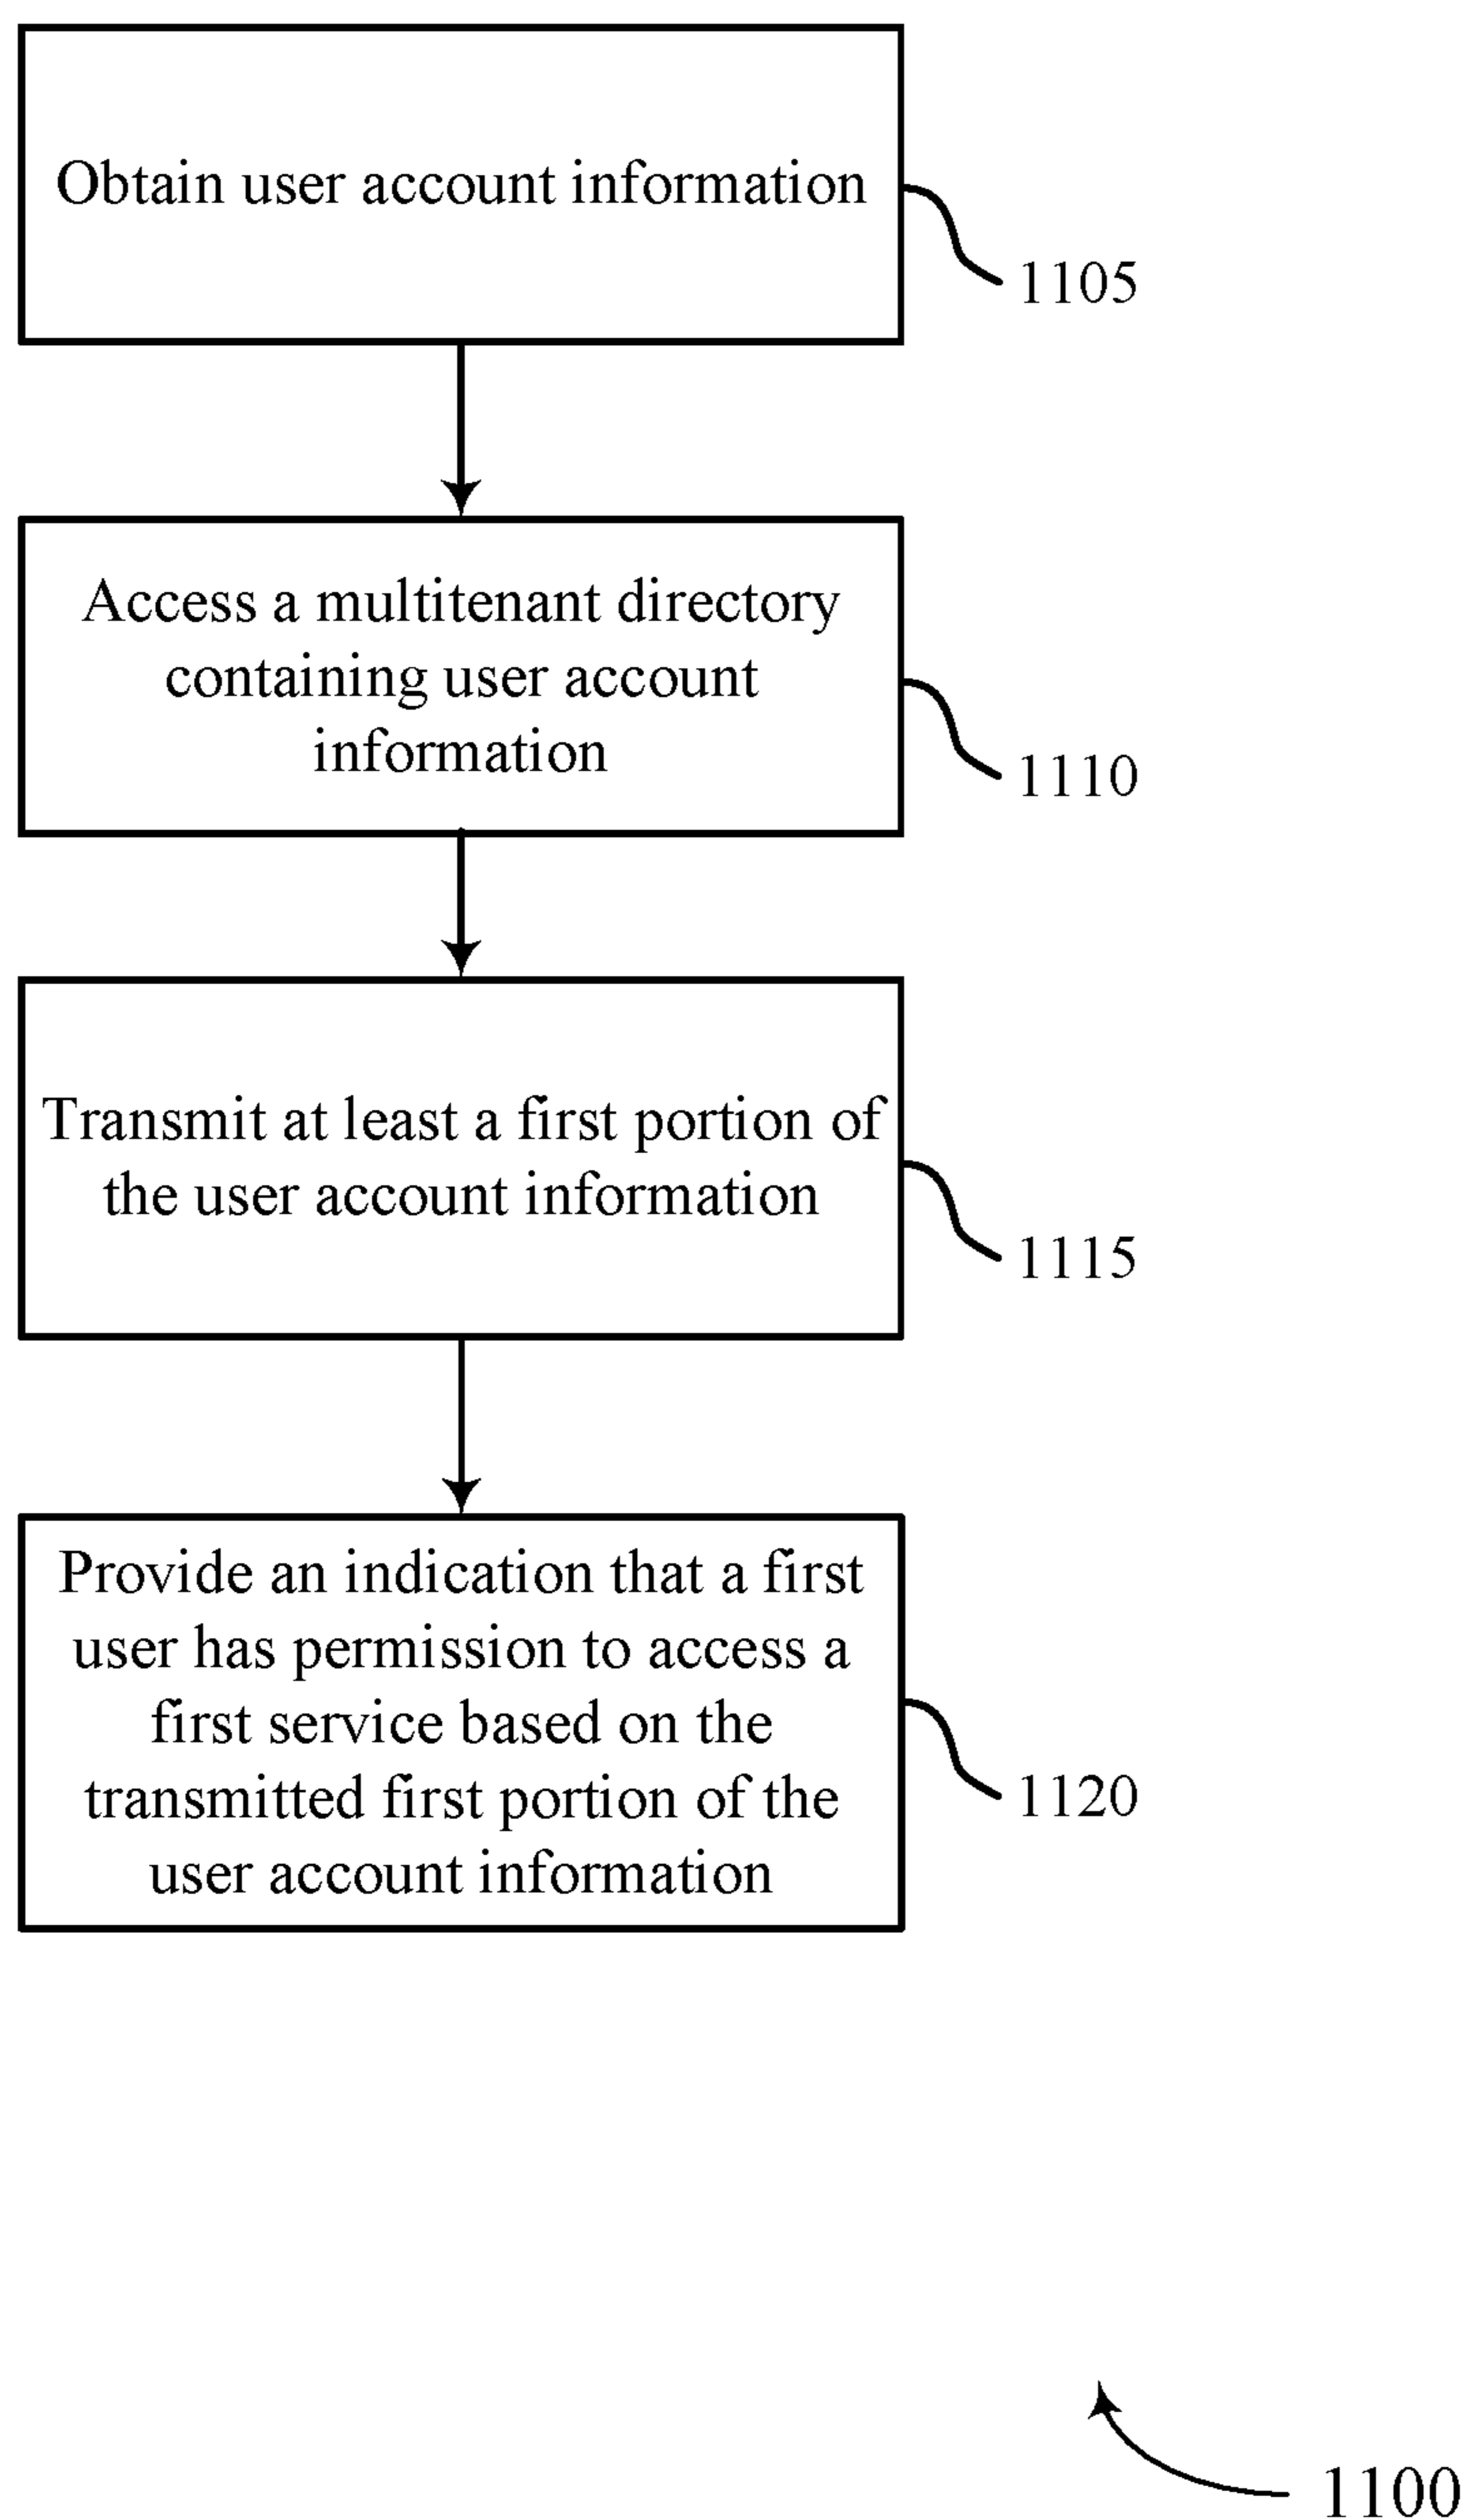 Obtain user account information
1105
Access a multitenant directory
containing user account
information
1110
Transmit at least a first portion of
the user account information
1115
Provide an indication that a first
user has permission to access a
first service based on the
transmitted first portion of the
user account information
1120
1100